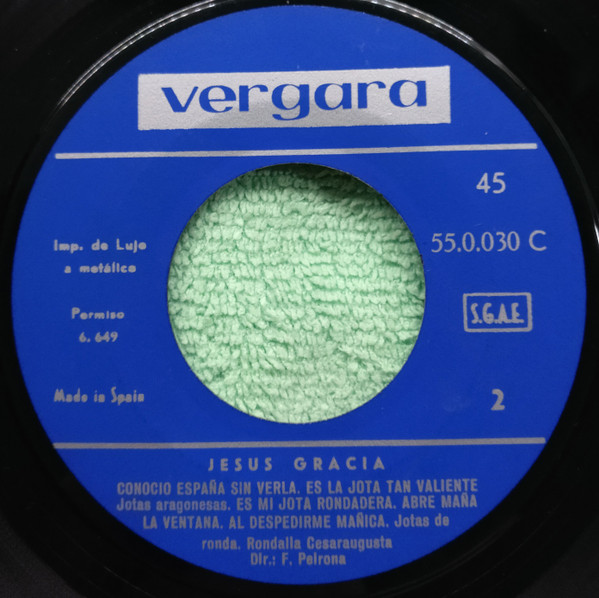 vergara
45
Imp. de Lujo
a metálico
55.0.030 C
Permiso
6.649
S.G.A.E.
Made in Spain
2
JESUS GRACIA
CONOCIO ESPAÑA SIN VERLA. ES LA JOTA TAN VALIENTE
Jotas aragonesas. ES MI JOTA RONDADERA. ABRE MAÑA
LA VENTANA. AL DESPEDIRME MAÑICA. Jotas de
ronda. Rondalla Cesaraugusta
Dir.: F. Peirona